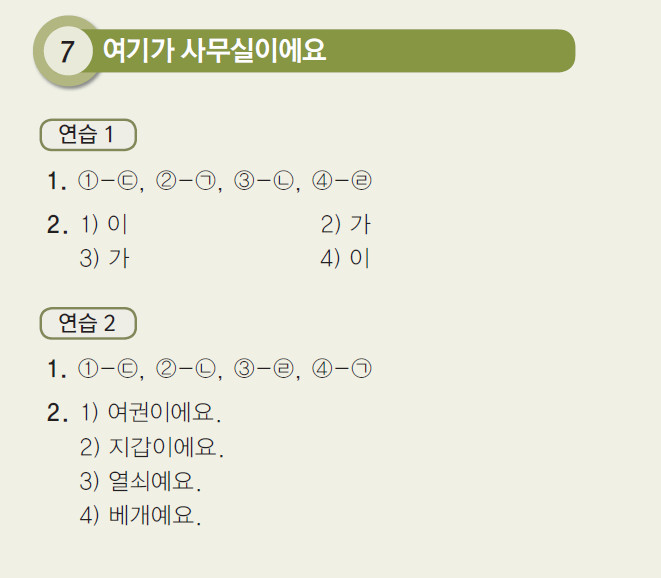 7 여기가 사무실이에요
연습 1
1. ①-㉢, ②-㉠, ③-㉡, ④-㉣
2. 1) 이 2) 가
3) 가 4) 이
연습 2
1. ①-㉢, ②-㉡, ③-㉣, ④-㉠
2. 1) 여권이에요.
2) 지갑이에요.
3) 열쇠예요.
4) 베개예요.